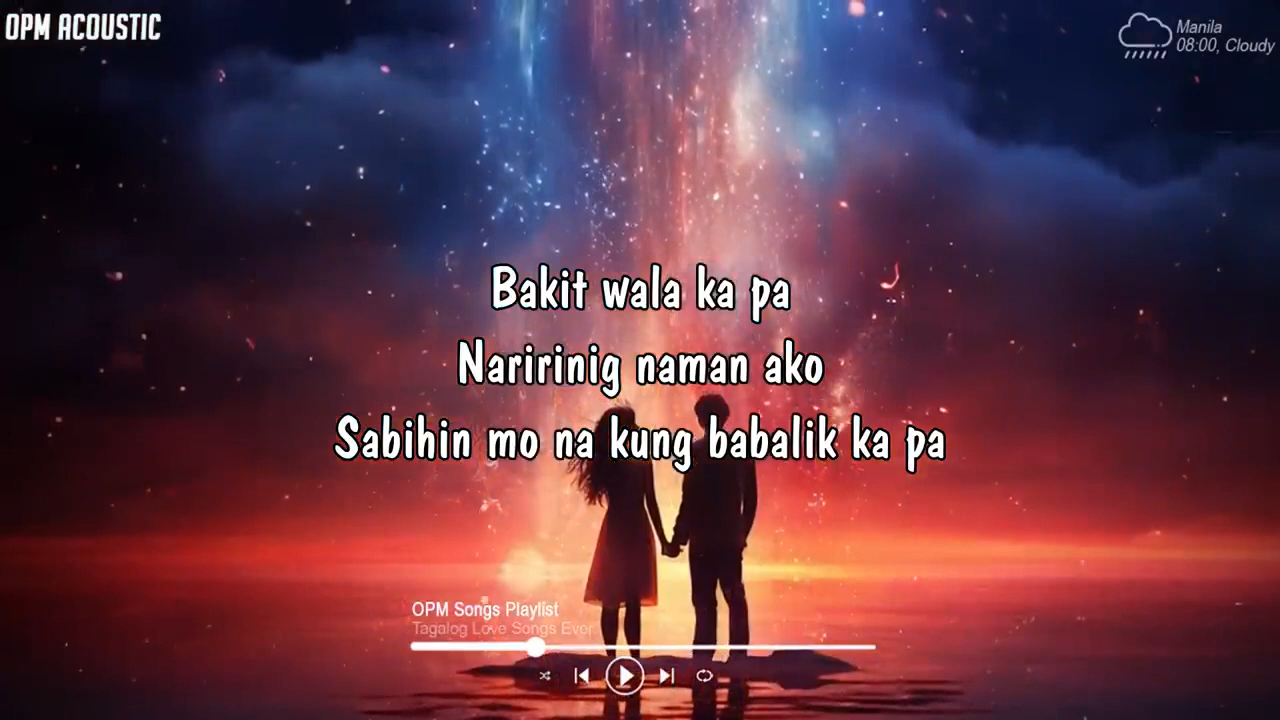 OPM ACOUSTIC
Manila
08:00, Cloudy
Bakit wala ka pa
Naririnig naman ako
Sabihin mo na kung babalik ka pa
OPM Songs Playlist
Tagalog Love Songs Ever